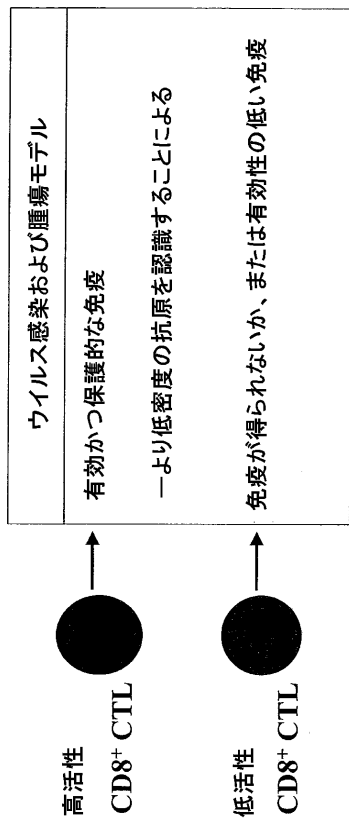 ウイルス感染および腫瘍モデル
高活性
CD8+ CTL
有効かつ保護的な免疫
—より低密度の抗原を認識することによる
低活性
CD8+ CTL
免疫が得られないか、または有効性の低い免疫